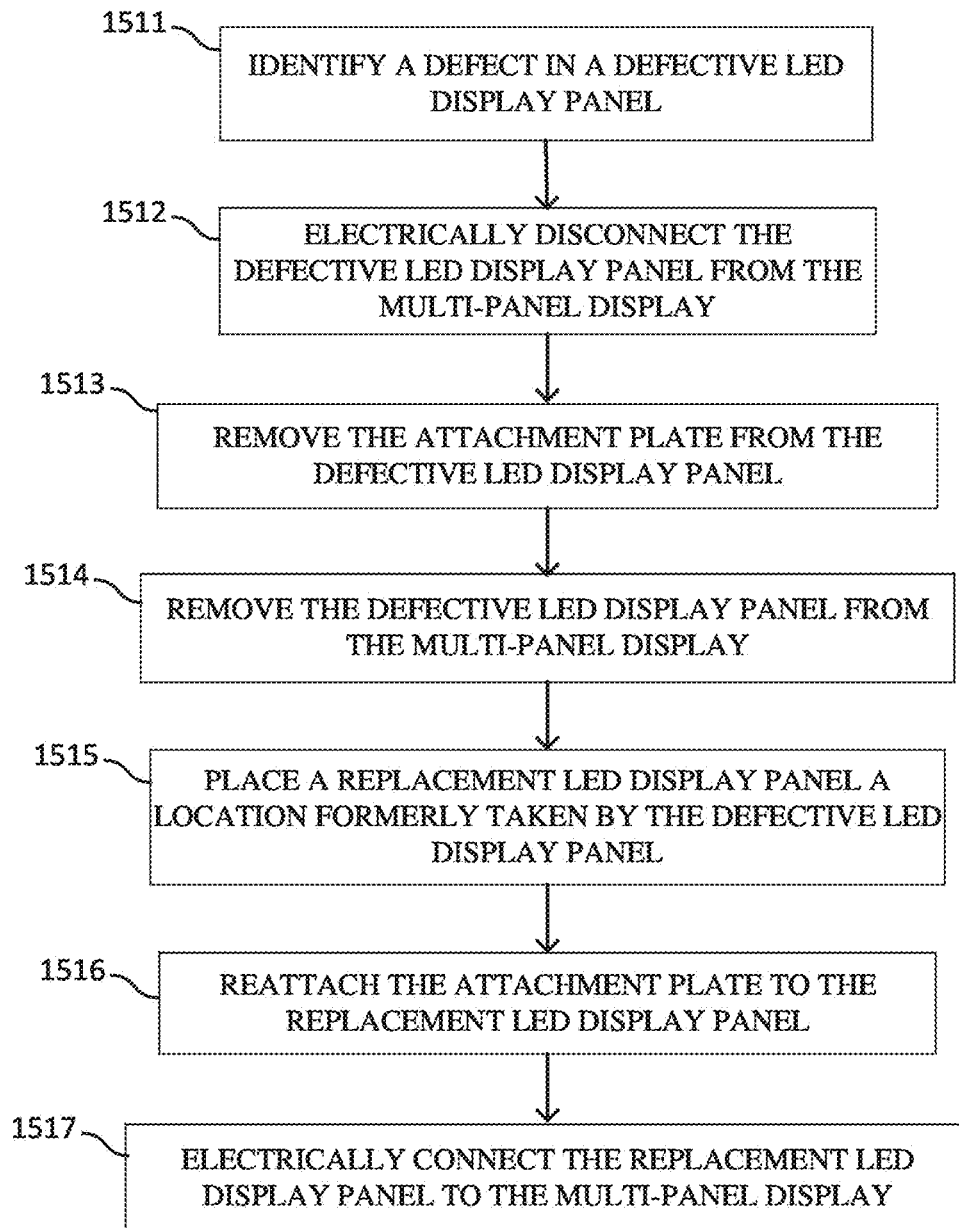 1511
IDENTIFY A DEFECT IN A DEFECTIVE LED
DISPLAY PANEL
1512
ELECTRICALLY DISCONNECT THE
DEFECTIVE LED DISPLAY PANEL FROM THE
MULTI-PANEL DISPLAY
1513
REMOVE THE ATTACHMENT PLATE FROM THE
DEFECTIVE LED DISPLAY PANEL
1514
REMOVE THE DEFECTIVE LED DISPLAY PANEL FROM
THE MULTI-PANEL DISPLAY
1515
PLACE A REPLACEMENT LED DISPLAY PANEL A
LOCATION FORMERLY TAKEN BY THE DEFECTIVE LED
DISPLAY PANEL
1516
REATTACH THE ATTACHMENT PLATE TO THE
REPLACEMENT LED DISPLAY PANEL
1517
ELECTRICALLY CONNECT THE REPLACEMENT LED
DISPLAY PANEL TO THE MULTI-PANEL DISPLAY